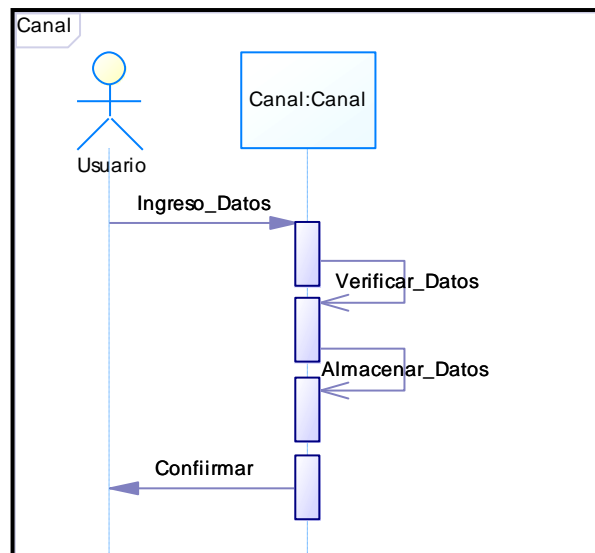 Canal
Canal:Canal
Usuario
Ingreso_Datos
Verificar_Datos
Almacenar_Datos
Confiirmar